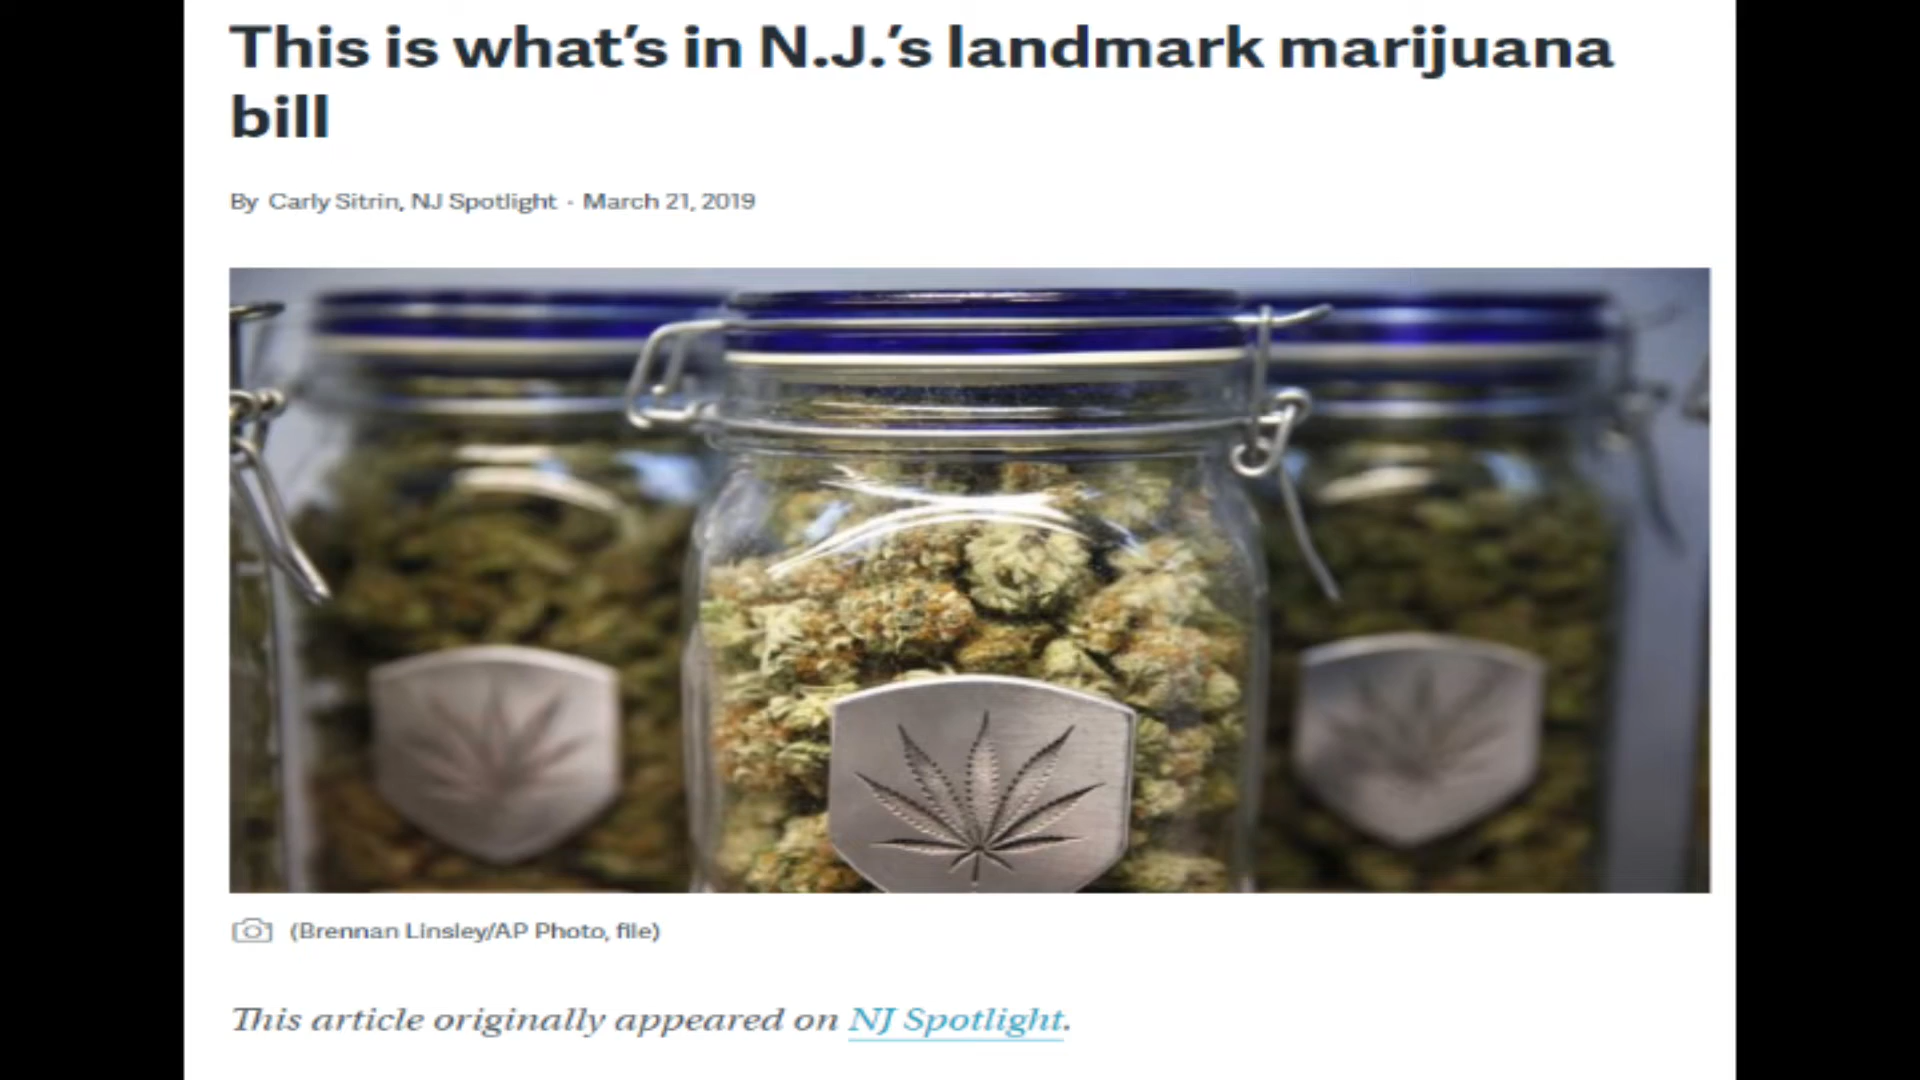 This is what's in N.J.'s landmark marijuana
bill
By Carly Sitrin, NJ Spotlight · March 21, 2019
(Brennan Linsley/AP Photo, file)
This article originally appeared on NJ Spotlight.